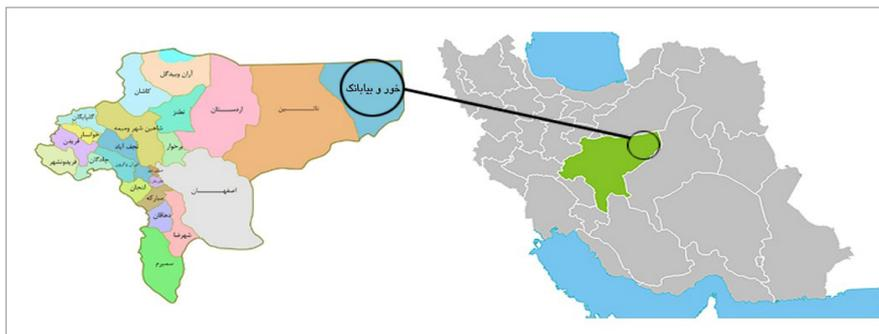 آران وبیدگل
کاشان
خور و بیابانک
نطنز
اردستان
نائین
گلپایگان
شاهین شهر ومیمه
خوانسار
فریدن
نجف آباد
برخوار
فریدونشهر
چادگان
اصفهان
لنجان
مبارکه
دهاقان
شهرضا
سمیرم